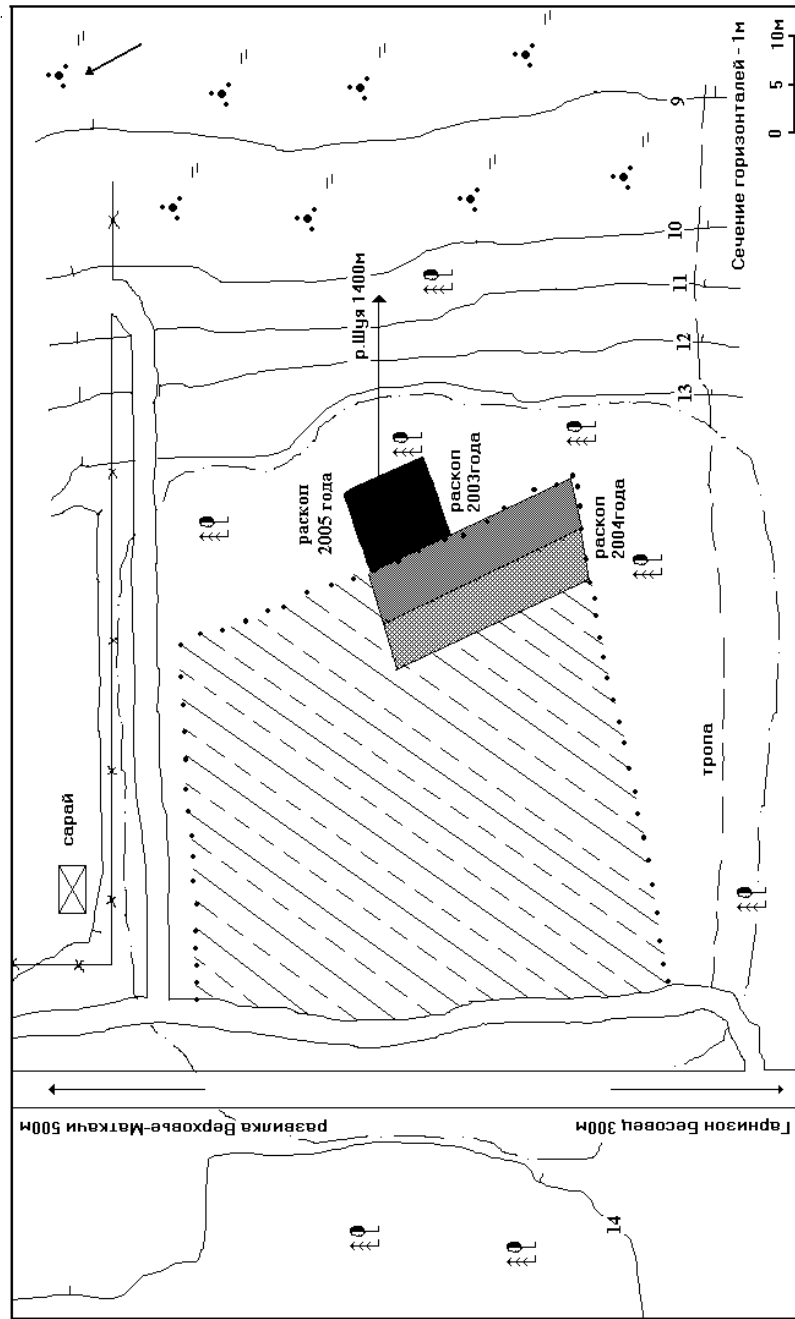 сарай
р.Шуя 1400м
раскоп
2005 года
раскоп
2003года
раскоп
2004года
тропа
развилка Верховье-Маткачи 500м
Гарнизон Бесовец 300м
14
13
12
11
10
9
Сечение горизонталей - 1м
0 5 10м